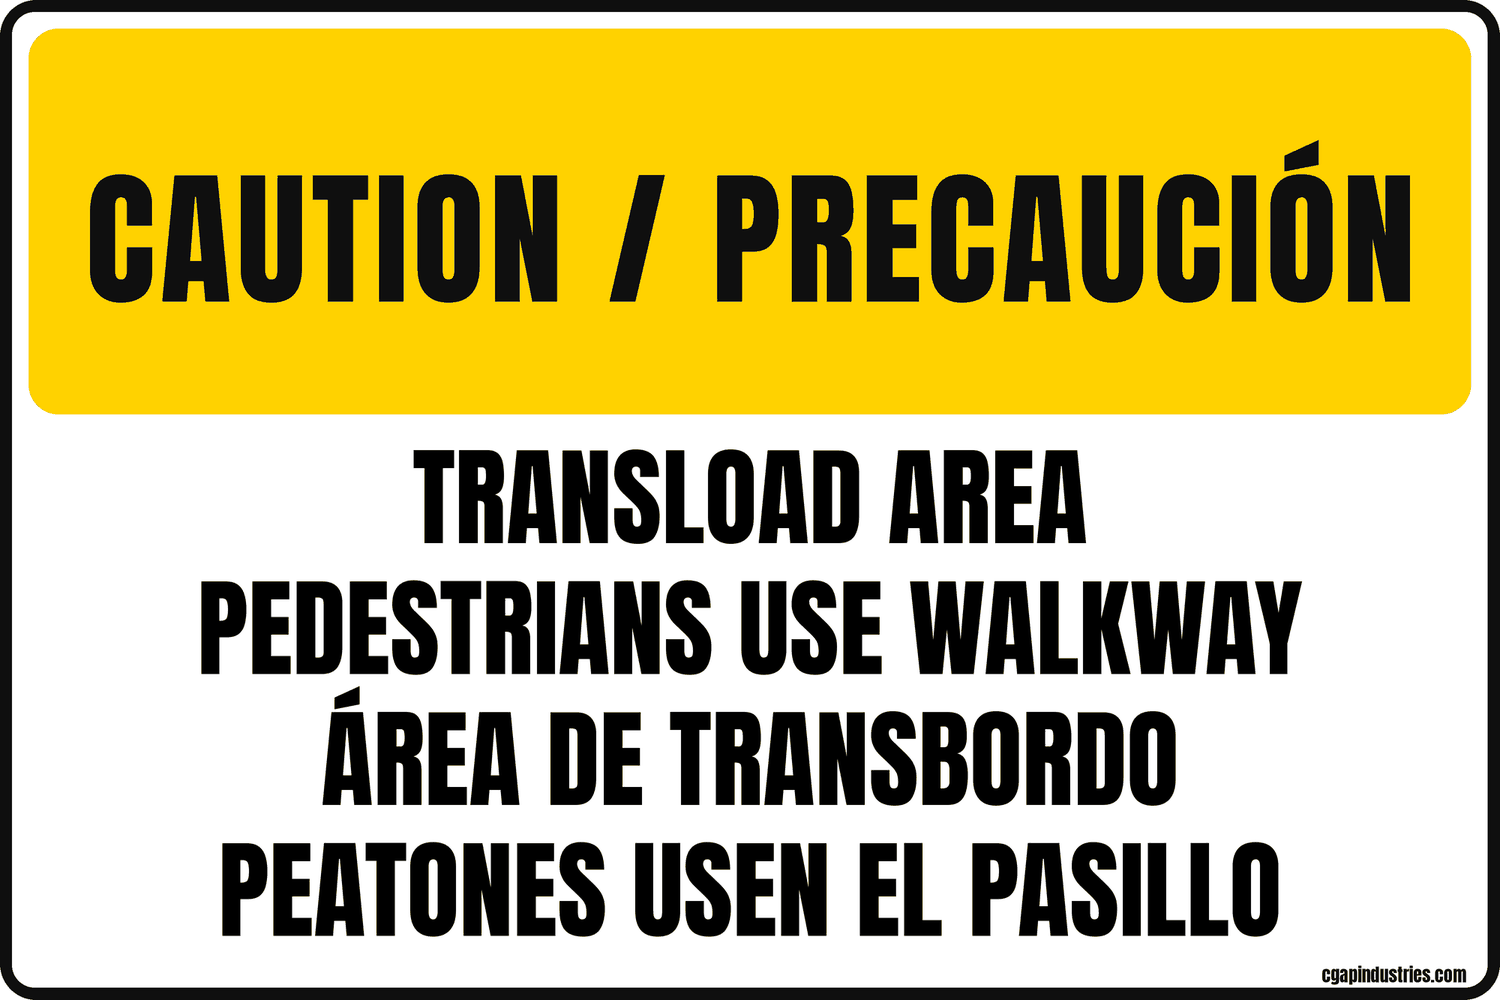 CAUTION / PRECAUCIÓN
TRANSLOAD AREA
PEDESTRIANS USE WALKWAY
ÁREA DE TRANSBORDO
PEATONES USEN EL PASILLO
cgapindustries.com